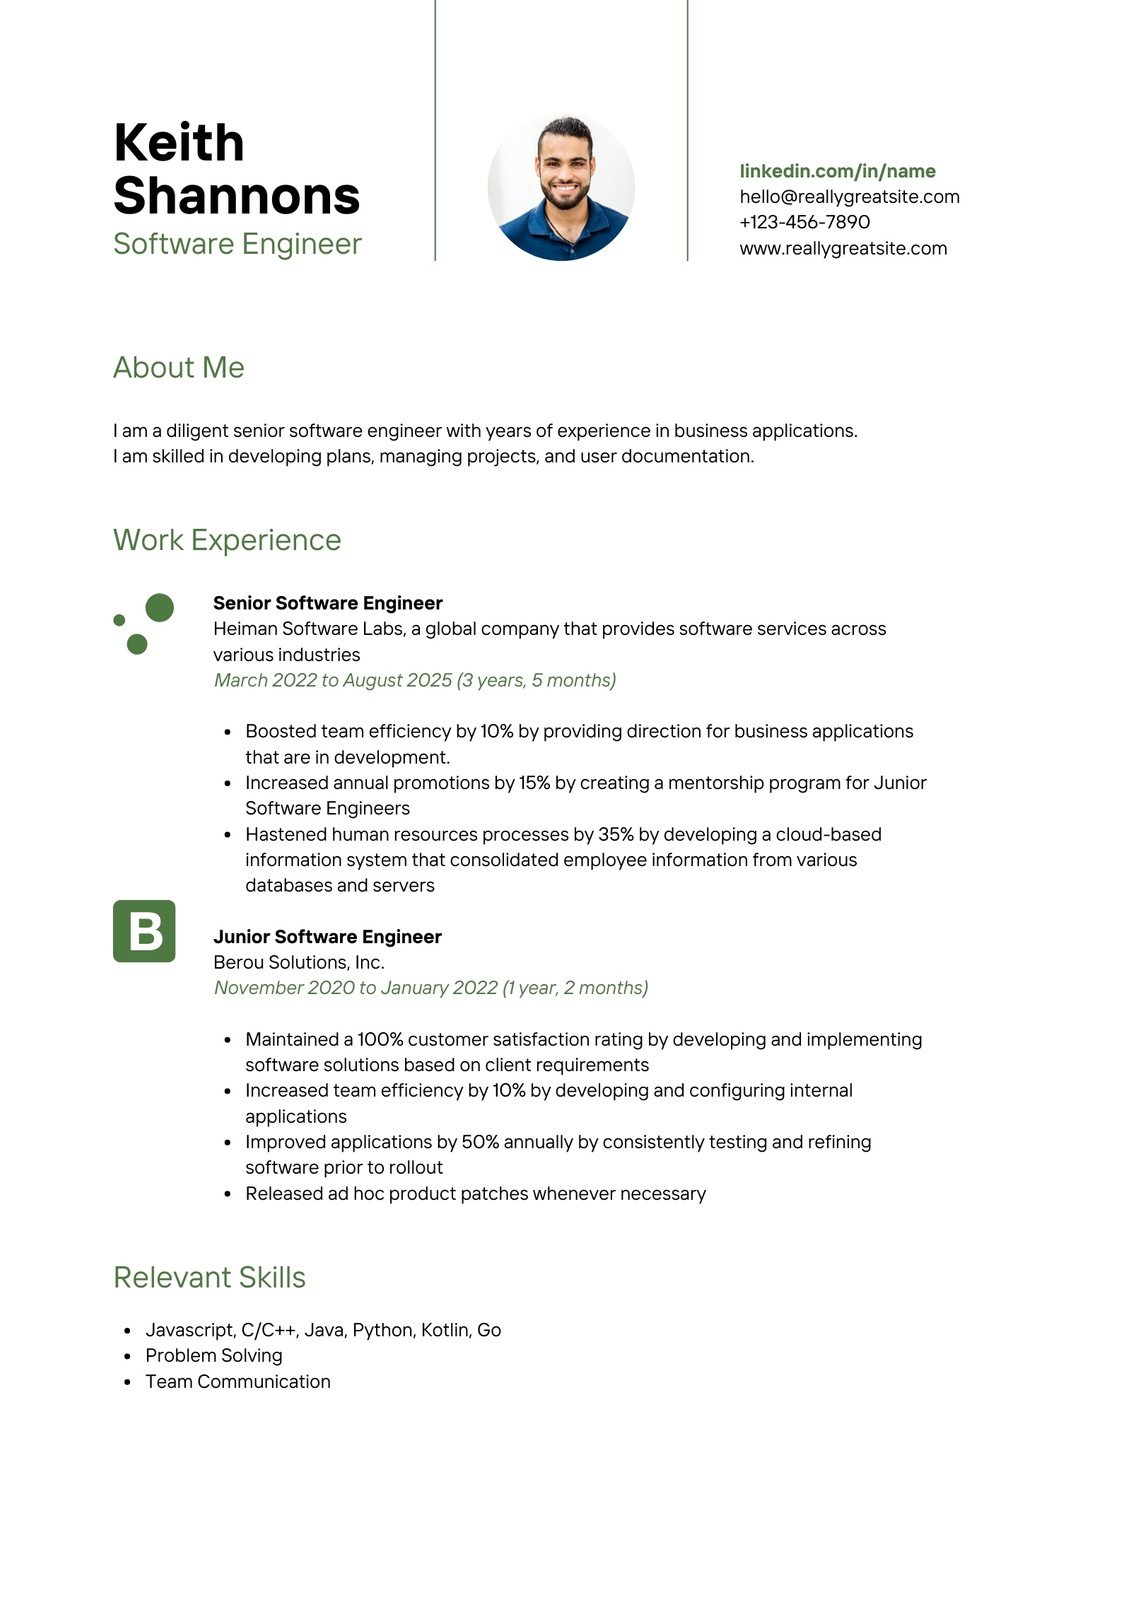 Keith
Shannons
Software Engineer
linkedin.com/in/name
hello@reallygreatsite.com
+123-456-7890
www.reallygreatsite.com
About Me
I am a diligent senior software engineer with years of experience in business applications.
I am skilled in developing plans, managing projects, and user documentation.
Work Experience
Senior Software Engineer
Heiman Software Labs, a global company that provides software services across
various industries
March 2022 to August 2025 (3 years, 5 months)
• Boosted team efficiency by 10% by providing direction for business applications
that are in development.
• Increased annual promotions by 15% by creating a mentorship program for Junior
Software Engineers
• Hastened human resources processes by 35% by developing a cloud-based
information system that consolidated employee information from various
databases and servers
B
Junior Software Engineer
Berou Solutions, Inc.
November 2020 to January 2022 (1 year, 2 months)
• Maintained a 100% customer satisfaction rating by developing and implementing
software solutions based on client requirements
• Increased team efficiency by 10% by developing and configuring internal
applications
• Improved applications by 50% annually by consistently testing and refining
software prior to rollout
• Released ad hoc product patches whenever necessary
Relevant Skills
• Javascript, C/C++, Java, Python, Kotlin, Go
• Problem Solving
• Team Communication